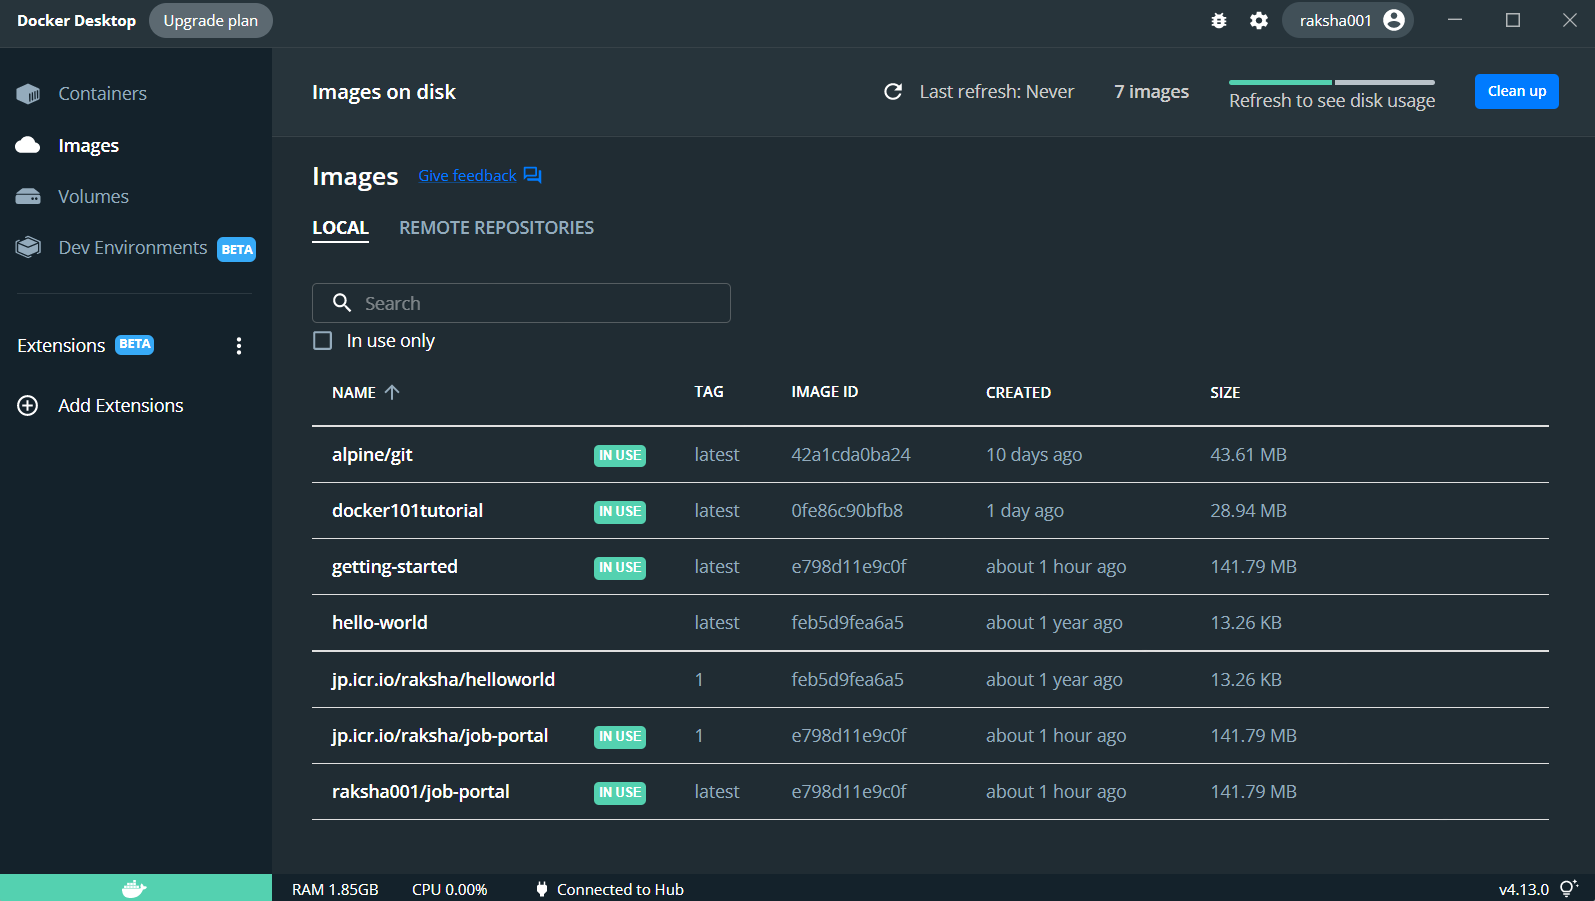 Docker Desktop Upgrade plan raksha001
Containers
Images
Volumes
Dev Environments BETA
Extensions BETA
Add Extensions
Images on disk Last refresh: Never 7 images Refresh to see disk usage Clean up
Images Give feedback
LOCAL REMOTE REPOSITORIES
Search
In use only
NAME TAG IMAGE ID CREATED SIZE
alpine/git IN USE latest 42a1cda0ba24 10 days ago 43.61 MB
docker101tutorial IN USE latest 0fe86c90bfb8 1 day ago 28.94 MB
getting-started IN USE latest e798d11e9c0f about 1 hour ago 141.79 MB
hello-world latest feb5d9fea6a5 about 1 year ago 13.26 KB
jp.icr.io/raksha/helloworld 1 feb5d9fea6a5 about 1 year ago 13.26 KB
jp.icr.io/raksha/job-portal IN USE 1 e798d11e9c0f about 1 hour ago 141.79 MB
raksha001/job-portal IN USE latest e798d11e9c0f about 1 hour ago 141.79 MB
RAM 1.85GB CPU 0.00% Connected to Hub v4.13.0